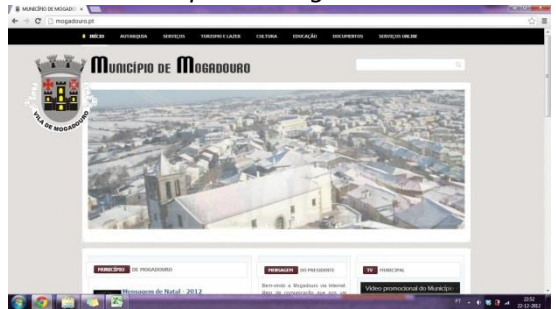 MUNICÍPIO DE MOGADO
mogadouro.pt
INÍCIO AUTARQUIA SERVIÇOS TURISMO E LAZER CULTURA EDUCAÇÃO DOCUMENTOS SERVIÇOS ONLINE
Município de Mogadouro
VILA DE MOGADOURO
MUNICÍPIO DE MOGADOURO
MENSAGEM DO PRESIDENTE
TV MUNICIPAL
Mensagem de Natal - 2012
Bem-vindo a Mogadouro via internet
Vídeo promocional do Municípi
PT
22:52
22-12-2012